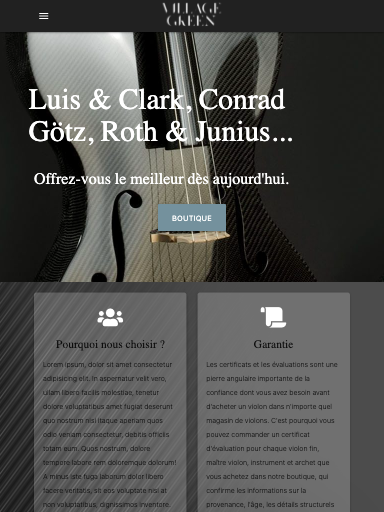 VILLAGE
GREEN
Luis & Clark, Conrad
Götz, Roth & Junius...
Offrez-vous le meilleur dès aujourd'hui.
BOUTIQUE
Pourquoi nous choisir ?
Lorem ipsum, dolor sit amet consectetur
adipisicing elit. In aspernatur velit vero,
ullam libero facilis molestiae, tenetur
dolore voluptatibus amet fugiat deserunt
quo nostrum nisi itaque aperiam quos
odio veniam consectetur, debitis officiis
totam eum. Quos nostrum, dolore
tempore labore rem doloremque dolorum!
A minus iste fuga laborum dolor libero
facere veritatis, sit eos voluptate nisi at
non voluptatibus, dignissimos inventore
Garantie
Les certificats et les évaluations sont une
pierre angulaire importante de la
confiance dont vous avez besoin avant
d'acheter un violon dans n'importe quel
magasin de violons. C'est pourquoi vous
pouvez commander un certificat
d'évaluation pour chaque violon fin,
maître violon, instrument et archet que
vous achetez dans notre boutique, qui
confirme les informations sur la
provenance, l'âge, les détails structurels